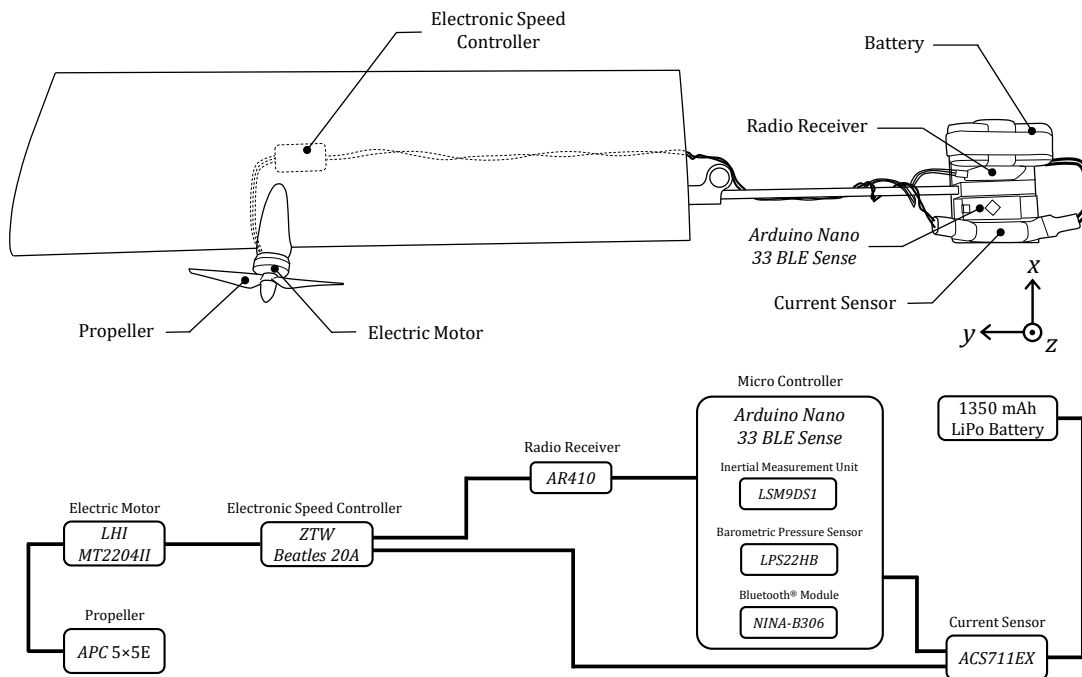 Electronic Speed
Controller
Battery
Radio Receiver
Arduino Nano
33 BLE Sense
Current Sensor
Propeller
Electric Motor
x
y
z
Micro Controller
Arduino Nano
33 BLE Sense
1350 mAh
LiPo Battery
Radio Receiver
AR410
Inertial Measurement Unit
LSM9DS1
Electric Motor
LHI
MT2204II
Electronic Speed Controller
ZTW
Beatles 20A
Barometric Pressure Sensor
LPS22HB
Bluetooth® Module
NINA-B306
Propeller
APC 5×5E
Current Sensor
ACS711EX